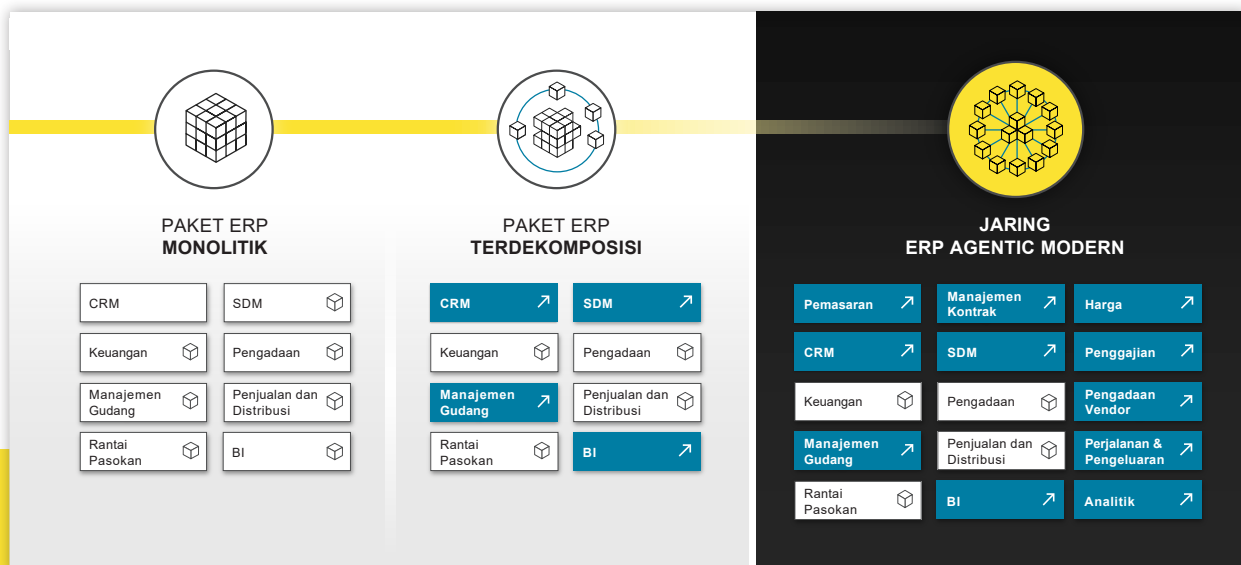 PAKET ERP
MONOLITIK
CRM
SDM
Keuangan
Pengadaan
Manajemen
Gudang
Penjualan dan
Distribusi
Rantai
Pasokan
BI
PAKET ERP
TERDEKOMPOSISI
CRM
SDM
Keuangan
Pengadaan
Manajemen
Gudang
Penjualan dan
Distribusi
Rantai
Pasokan
BI
JARING
ERP AGENTIC MODERN
Pemasaran
Manajemen
Kontrak
Harga
CRM
SDM
Penggajian
Keuangan
Pengadaan
Pengadaan
Vendor
Manajemen
Gudang
Penjualan dan
Distribusi
Perjalanan &
Pengeluaran
Rantai
Pasokan
BI
Analitik